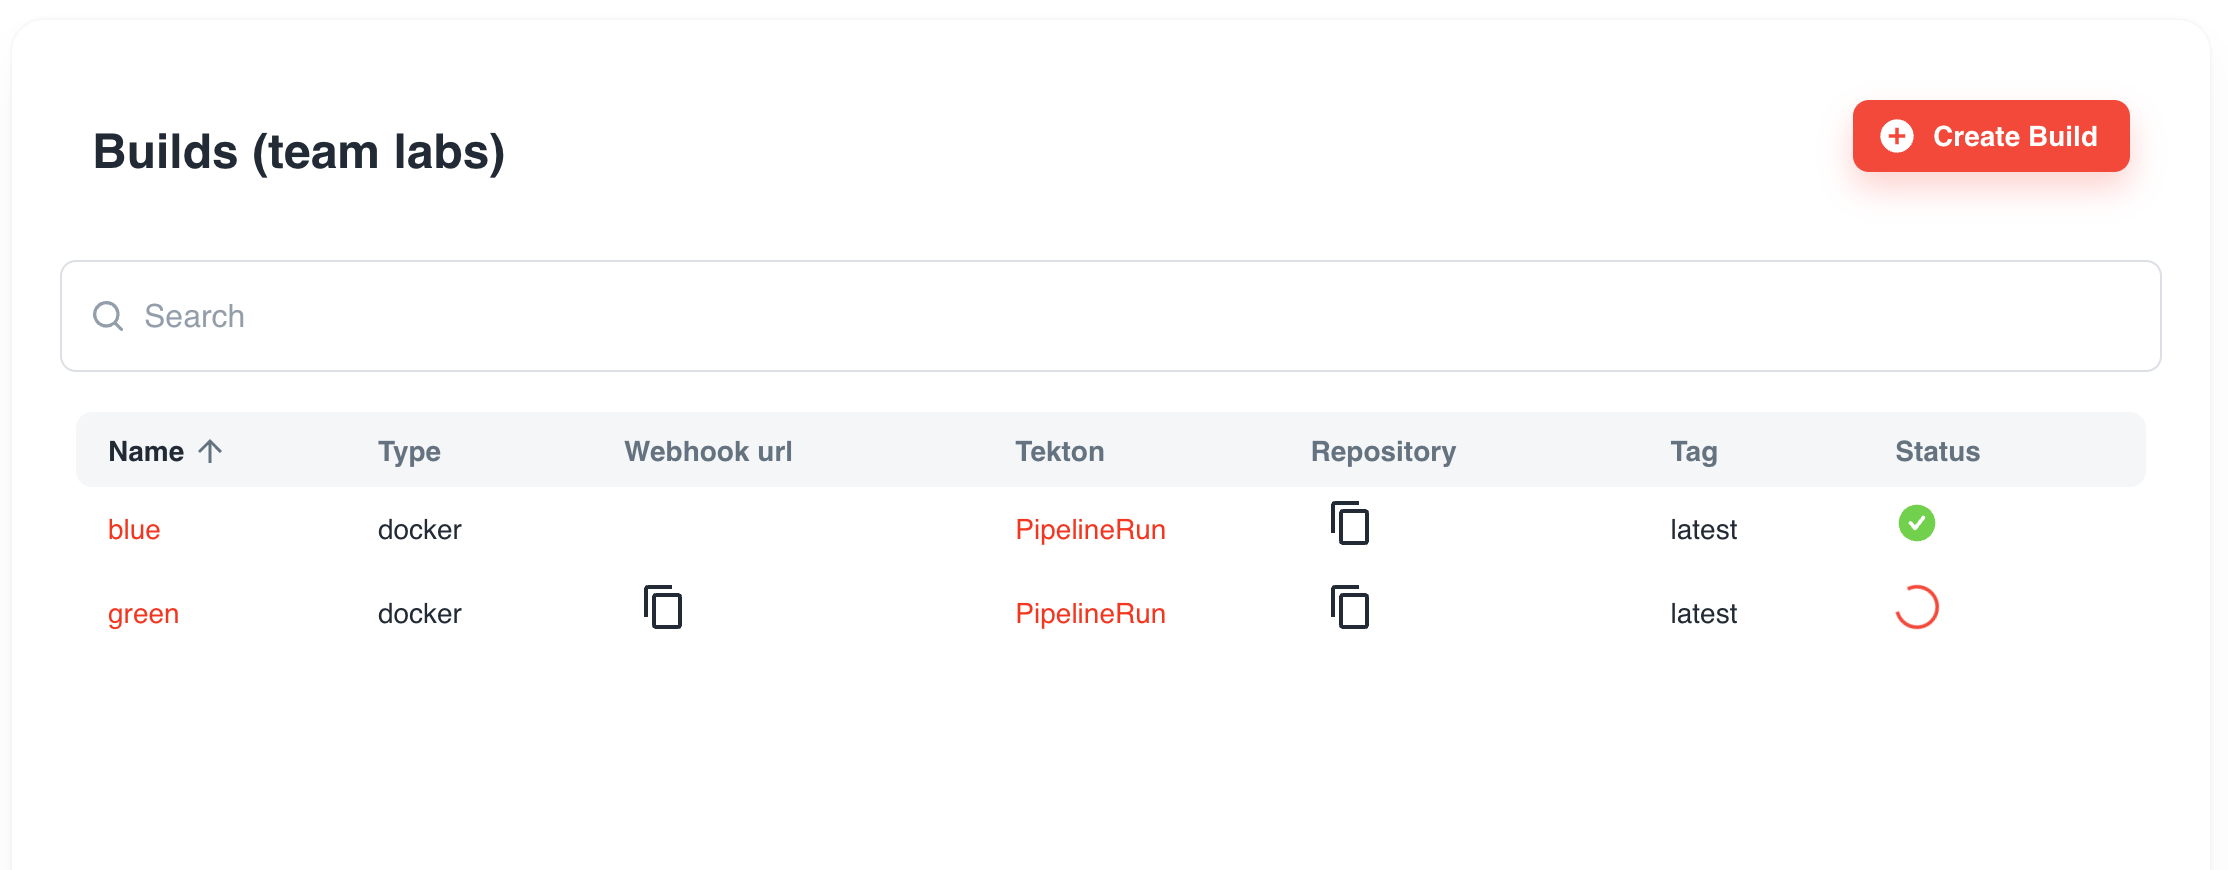 Builds (team labs)
Create Build
Search
Name Type Webhook url Tekton Repository Tag Status
blue docker PipelineRun latest
green docker PipelineRun latest